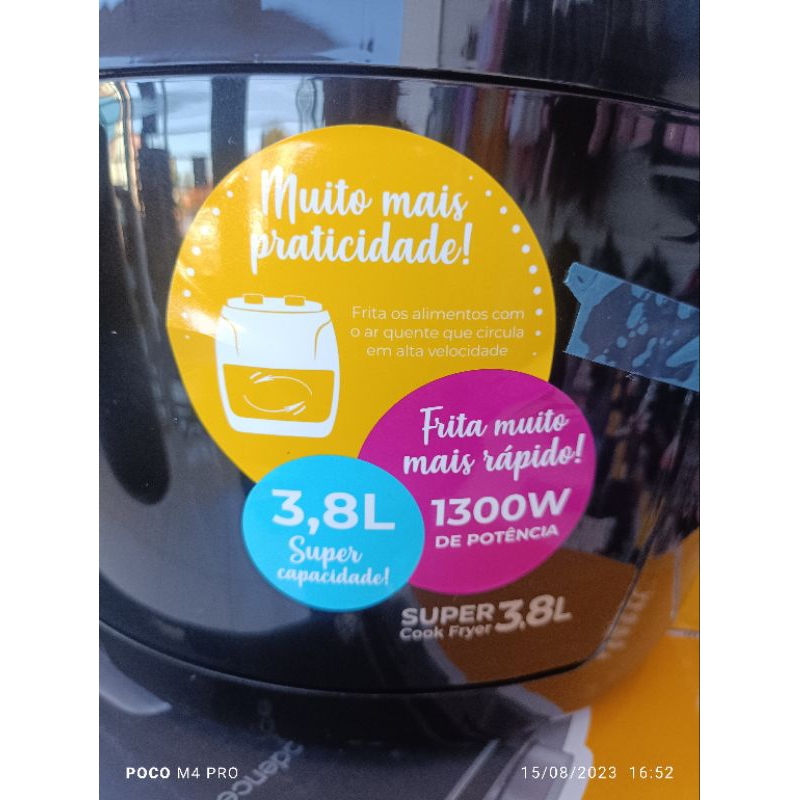 Muito mais
praticidade!
Frita os alimentos com
o ar quente que circula
em alta velocidade
Frita muito
mais rápido!
1300W
DE POTÊNCIA
3,8L
Super
capacidade!
SUPER 3,8L
Cook Fryer
POCO M4 PRO
15/08/2023 16:52